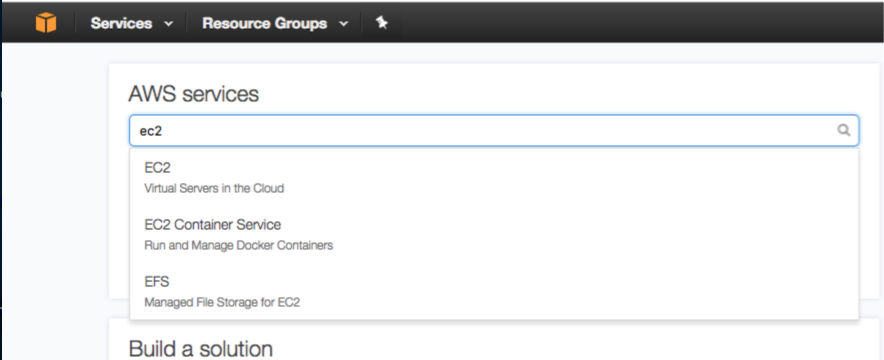 Services Resource Groups
AWS services
ec2
EC2
Virtual Servers in the Cloud
EC2 Container Service
Run and Manage Docker Containers
EFS
Managed File Storage for EC2
Build a solution